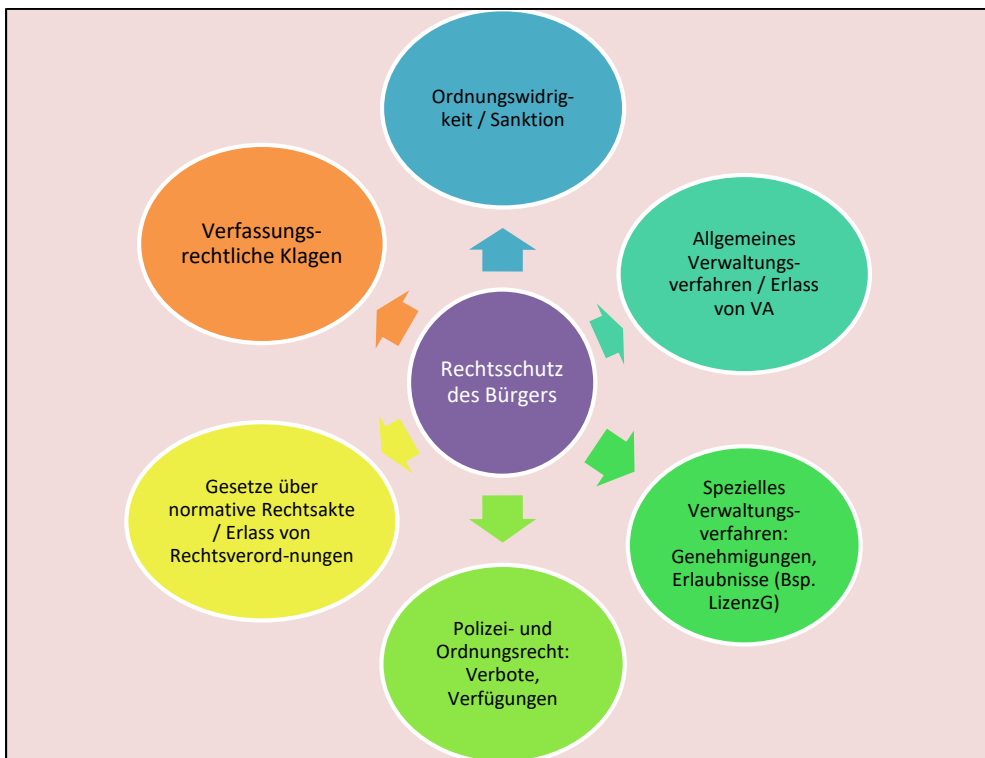 Ordnungswidrig-
keit / Sanktion
Allgemeines
Verwaltungs-
verfahren / Erlass
von VA
Spezielles
Verwaltungs-
verfahren:
Genehmigungen,
Erlaubnisse (Bsp.
LizenzG)
Polizei- und
Ordnungsrecht:
Verbote,
Verfügungen
Gesetze über
normative Rechtsakte
/ Erlass von
Rechtsverord-nungen
Verfassungs-
rechtliche Klagen
Rechtsschutz
des Bürgers